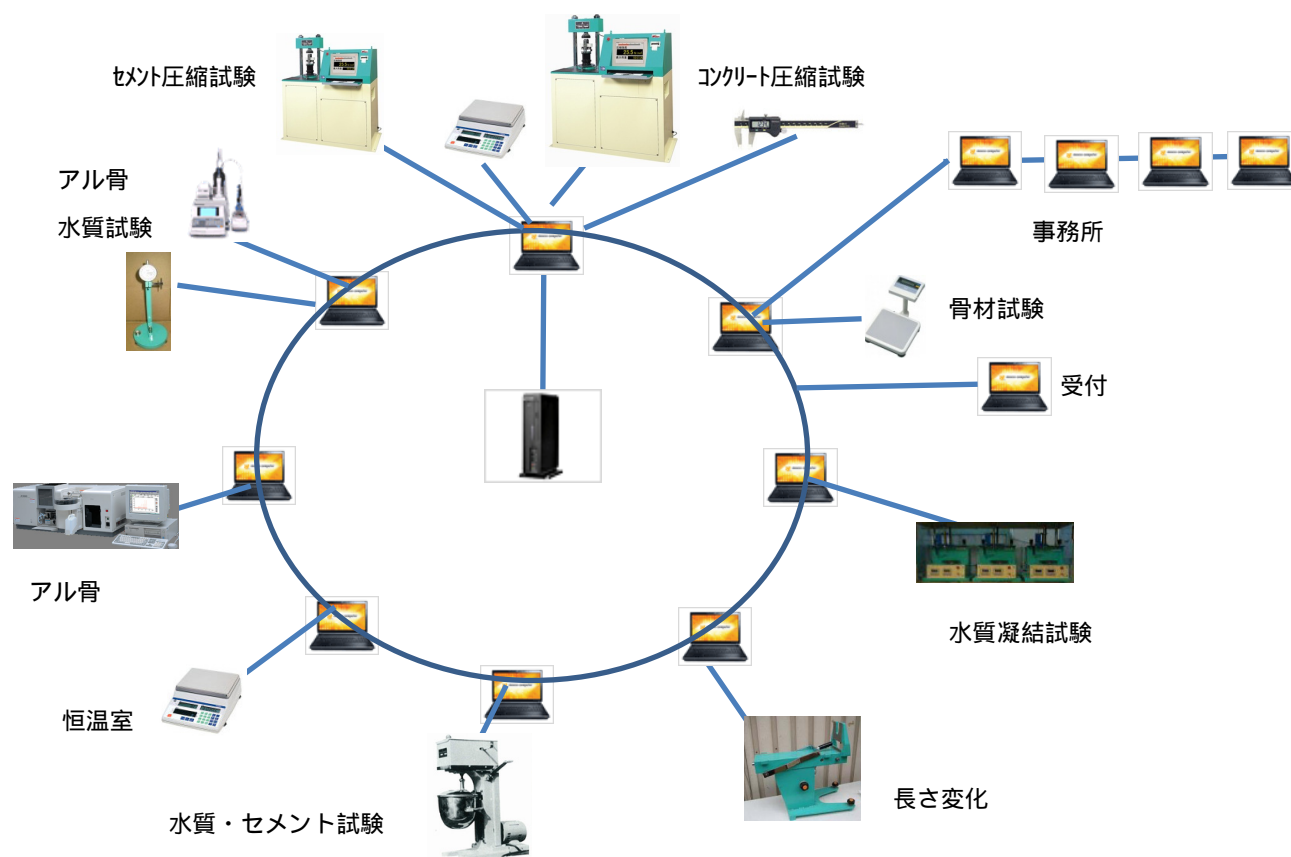 ｾﾒﾝﾄ圧縮試験
ｺﾝｸﾘｰﾄ圧縮試験
アル骨
水質試験
事務所
骨材試験
受付
アル骨
水質凝結試験
恒温室
長さ変化
水質・セメント試験